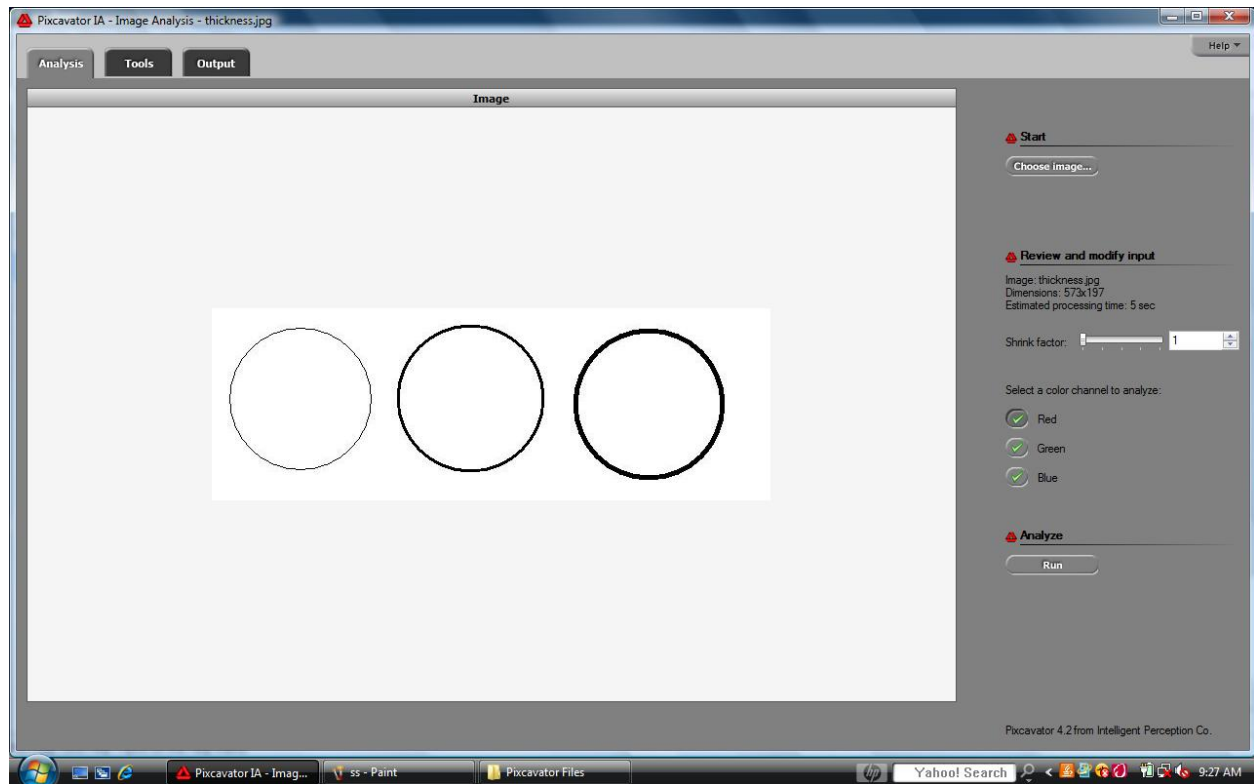 Pixcavator IA - Image Analysis - thickness.jpg
Help
Analysis Tools Output
Image
Start
Choose image...
Review and modify input
Image: thickness.jpg
Dimensions: 573x197
Estimated processing time: 5 sec
Shrink factor: 1
Select a color channel to analyze:
Red
Green
Blue
Analyze
Run
Pixcavator 4.2 from Intelligent Perception Co.
Pixcavator IA - Imag... ss - Paint Pixcavator Files hp Yahoo! Search 9:27 AM